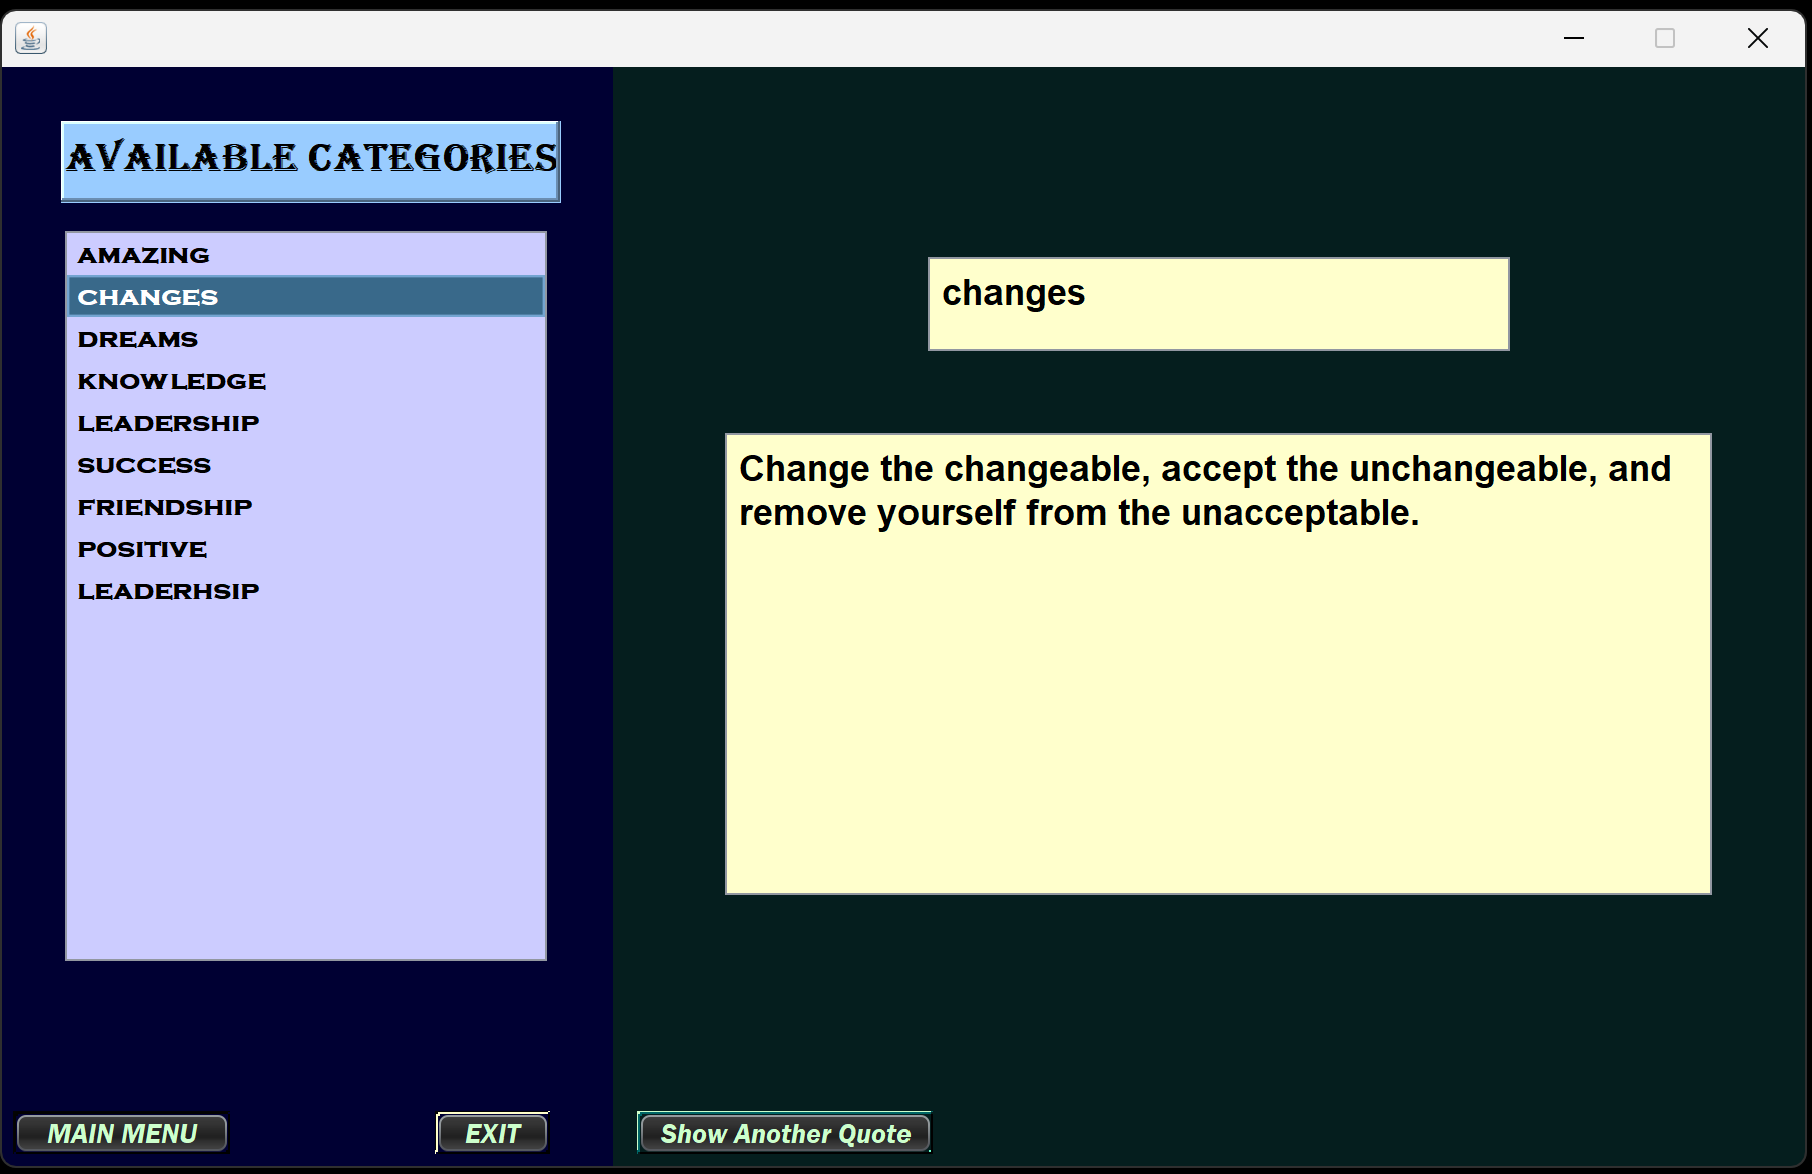 AVAILABLE CATEGORIES
AMAZING
CHANGES
DREAMS
KNOWLEDGE
LEADERSHIP
SUCCESS
FRIENDSHIP
POSITIVE
LEADERHSIP
changes
Change the changeable, accept the unchangeable, and
remove yourself from the unacceptable.
MAIN MENU
EXIT
Show Another Quote